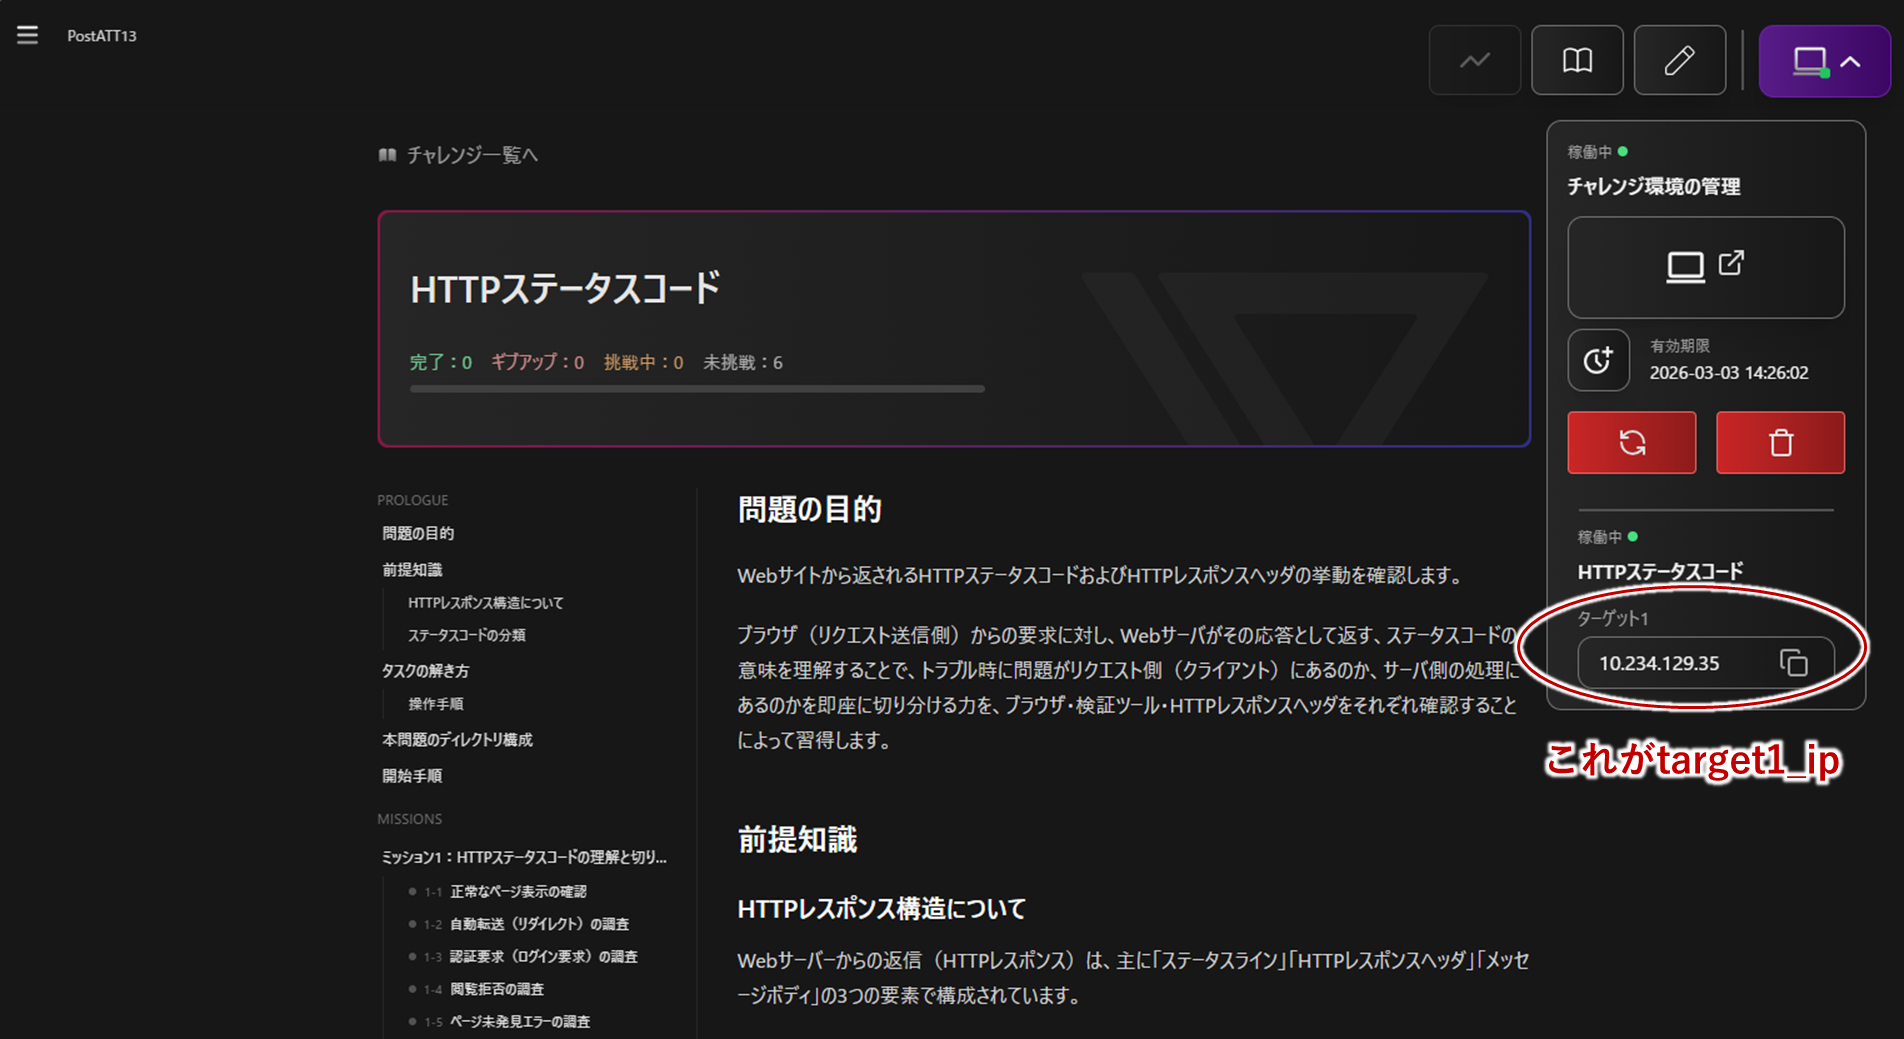 PostATT13
チャレンジ一覧へ
HTTPステータスコード
完了：0 ギブアップ：0 挑戦中：0 未挑戦：6
PROLOGUE
問題の目的
前提知識
HTTPレスポンス構造について
ステータスコードの分類
タスクの解き方
操作手順
本問題のディレクトリ構成
開始手順
MISSIONS
ミッション1：HTTPステータスコードの理解と切り...
1-1 正常なページ表示の確認
1-2 自動転送（リダイレクト）の調査
1-3 認証要求（ログイン要求）の調査
1-4 閲覧拒否の調査
1-5 ページ未発見エラーの調査
問題の目的
Webサイトから返されるHTTPステータスコードおよびHTTPレスポンスヘッダの挙動を確認します。
ブラウザ（リクエスト送信側）からの要求に対し、Webサーバがその応答として返す、ステータスコードの
意味を理解することで、トラブル時に問題がリクエスト側（クライアント）にあるのか、サーバ側の処理に
あるのかを即座に切り分ける力を、ブラウザ・検証ツール・HTTPレスポンスヘッダをそれぞれ確認すること
によって習得します。
前提知識
HTTPレスポンス構造について
Webサーバーからの返信（HTTPレスポンス）は、主に「ステータスライン」「HTTPレスポンスヘッダ」「メッセ
ージボディ」の3つの要素で構成されています。
稼働中
チャレンジ環境の管理
有効期限
2026-03-03 14:26:02
稼働中
HTTPステータスコード
ターゲット1
10.234.129.35
これがtarget1_ip